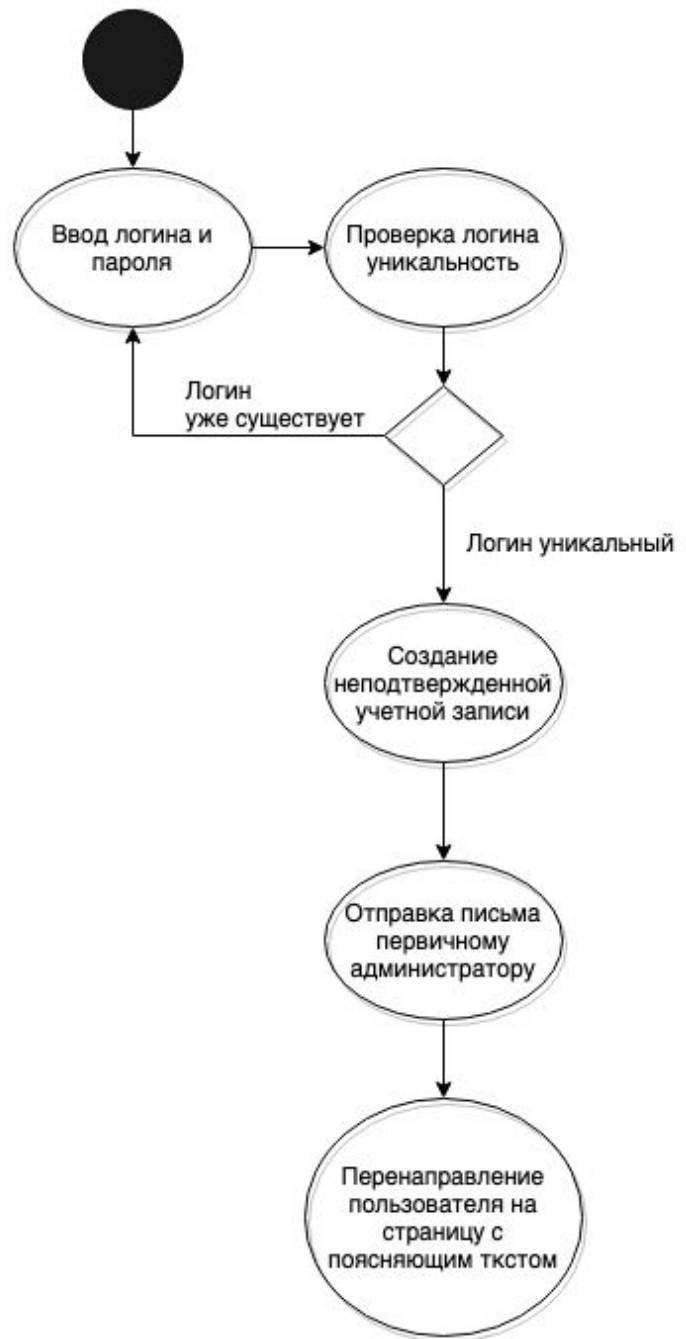 Ввод логина и
пароля
Проверка логина
уникальность
Логин
уже существует
Логин уникальный
Создание
неподтвержденной
учетной записи
Отправка письма
первичному
администратору
Перенаправление
пользователя на
страницу с
поясняющим ткстом